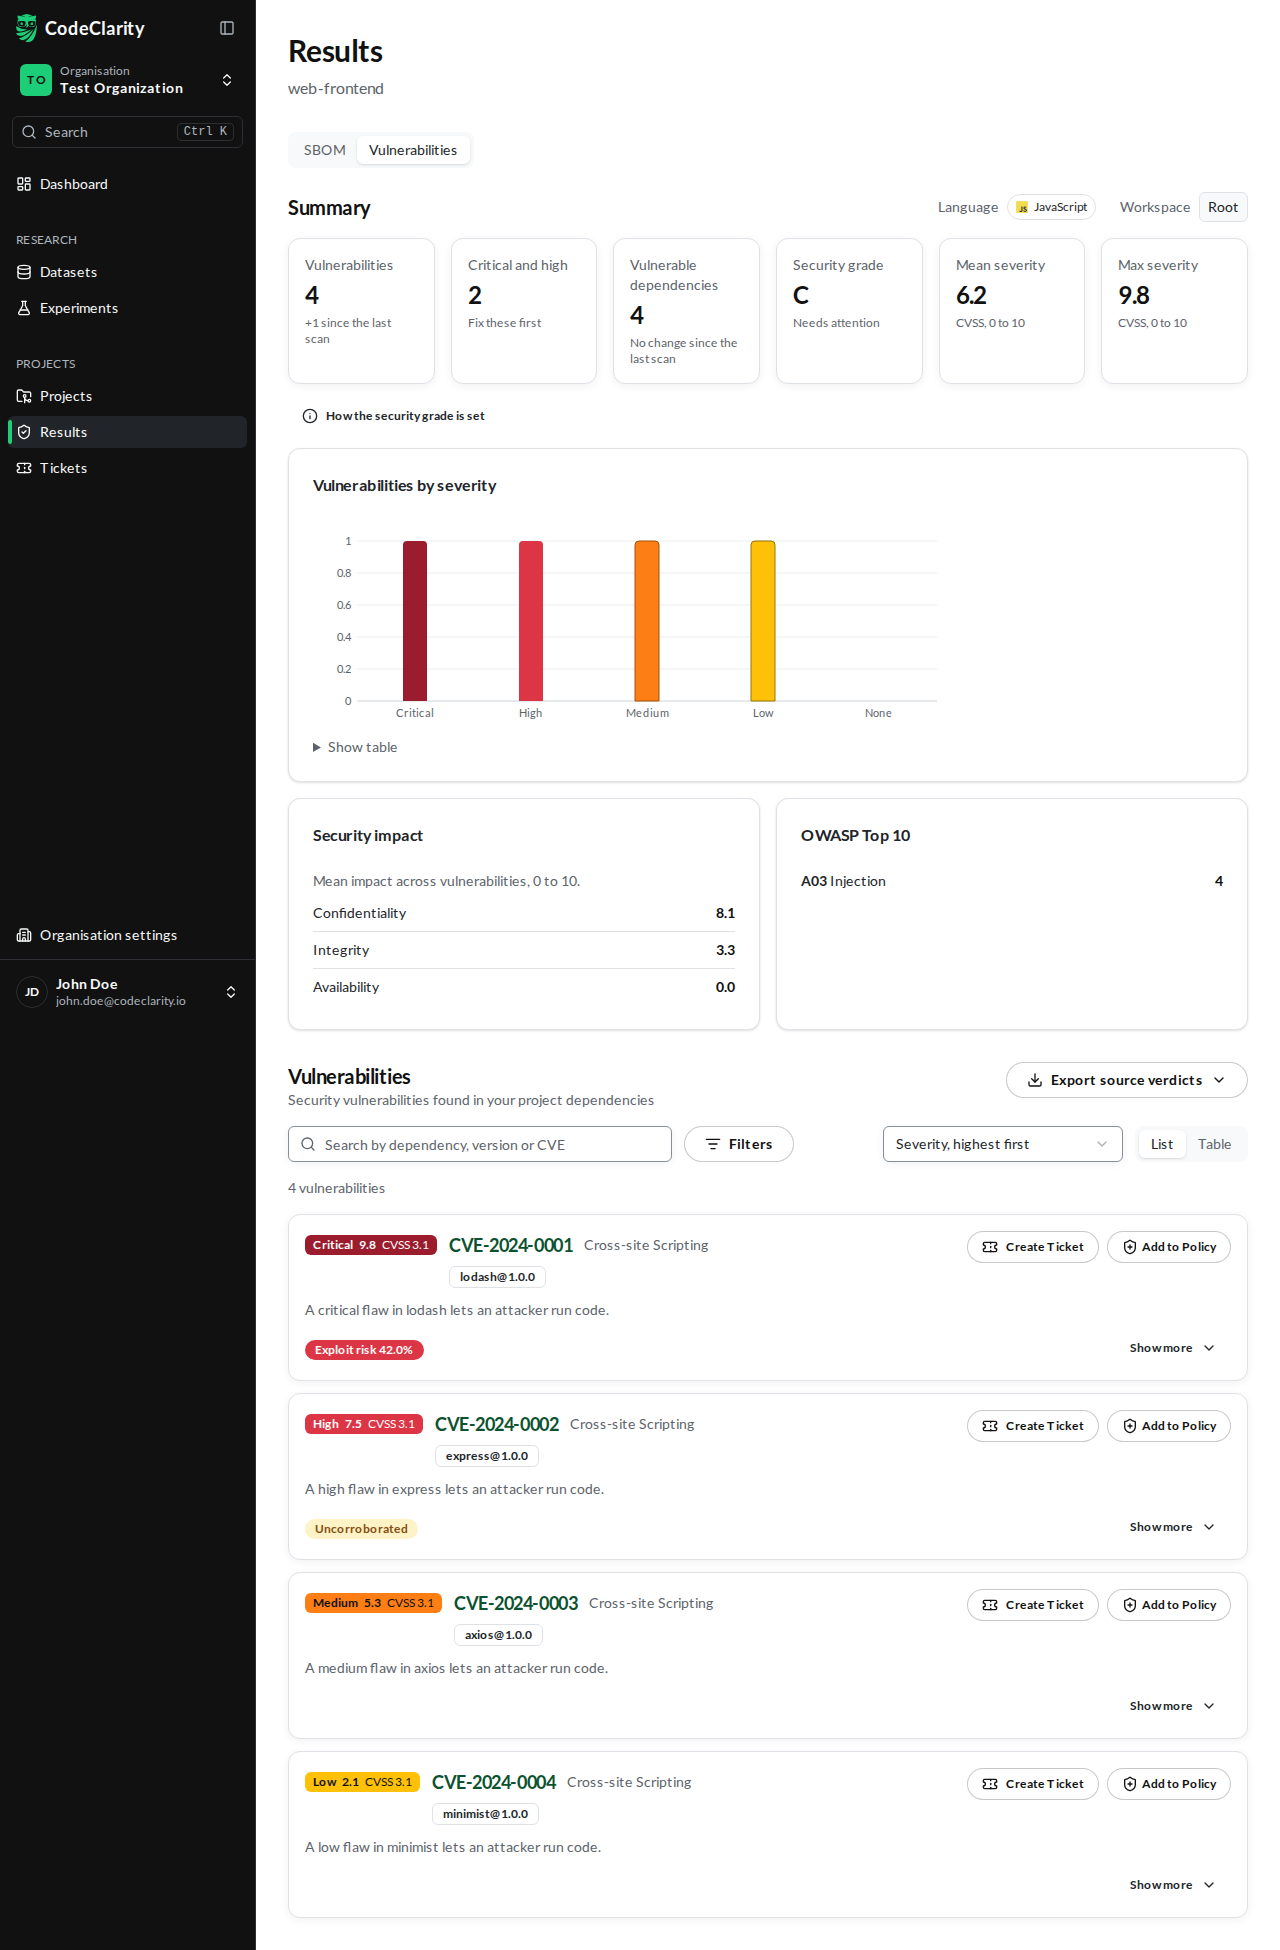 CodeClarity
TO
Organisation
Test Organization
Search
Ctrl K
Dashboard
RESEARCH
Datasets
Experiments
PROJECTS
Projects
Results
Tickets
Organisation settings
JD
John Doe
john.doe@codeclarity.io
Results
web-frontend
SBOM
Vulnerabilities
Summary
Language
JS
JavaScript
Workspace
Root
Vulnerabilities
4
+1 since the last
scan
Critical and high
2
Fix these first
Vulnerable
dependencies
4
No change since the
last scan
Security grade
C
Needs attention
Mean severity
6.2
CVSS, 0 to 10
Max severity
9.8
CVSS, 0 to 10
How the security grade is set
Vulnerabilities by severity
1
0.8
0.6
0.4
0.2
0
Critical
High
Medium
Low
None
Show table
Security impact
Mean impact across vulnerabilities, 0 to 10.
Confidentiality 8.1
Integrity 3.3
Availability 0.0
OWASP Top 10
A03 Injection 4
Vulnerabilities
Security vulnerabilities found in your project dependencies
Export source verdicts
Search by dependency, version or CVE
Filters
Severity, highest first
List
Table
4 vulnerabilities
Critical 9.8 CVSS 3.1 CVE-2024-0001 Cross-site Scripting
Create Ticket
Add to Policy
lodash@1.0.0
A critical flaw in lodash lets an attacker run code.
Exploit risk 42.0%
Show more
High 7.5 CVSS 3.1 CVE-2024-0002 Cross-site Scripting
Create Ticket
Add to Policy
express@1.0.0
A high flaw in express lets an attacker run code.
Uncorroborated
Show more
Medium 5.3 CVSS 3.1 CVE-2024-0003 Cross-site Scripting
Create Ticket
Add to Policy
axios@1.0.0
A medium flaw in axios lets an attacker run code.
Show more
Low 2.1 CVSS 3.1 CVE-2024-0004 Cross-site Scripting
Create Ticket
Add to Policy
minimist@1.0.0
A low flaw in minimist lets an attacker run code.
Show more